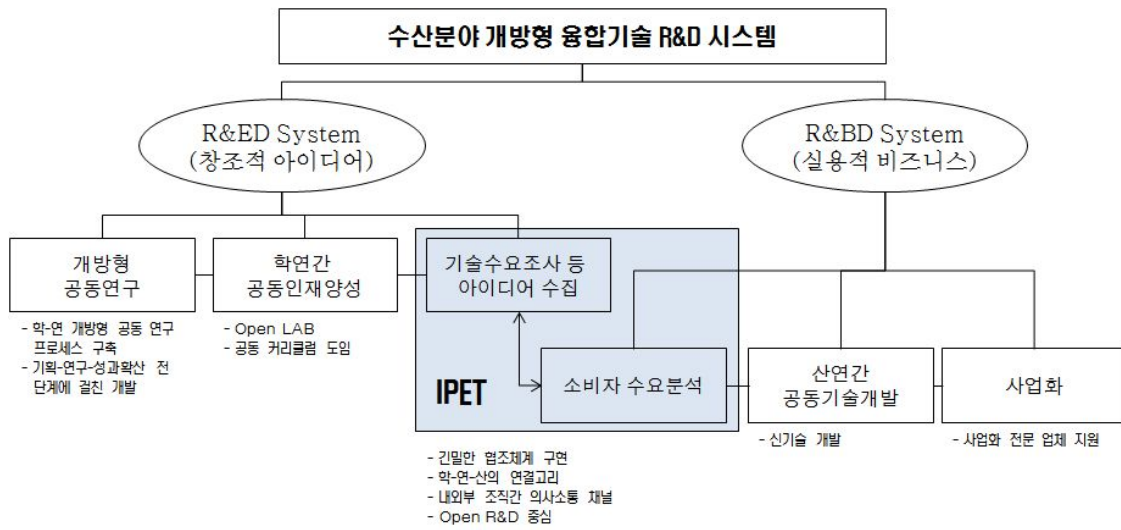 수산분야 개방형 융합기술 R&D 시스템
R&ED System
(창조적 아이디어)
R&BD System
(실용적 비즈니스)
개방형
공동연구
학연간
공동인재양성
기술수요조사 등
아이디어 수집
- 학-연 개방형 공동 연구
프로세스 구축
- 기획-연구-성과확산 전
단계에 걸친 개발
- Open LAB
- 공동 커리큘럼 도입
IPET
소비자 수요분석
산연간
공동기술개발
사업화
- 신기술 개발
- 사업화 전문 업체 지원
- 긴밀한 협조체계 구현
- 학-연-산의 연결고리
- 내외부 조직간 의사소통 채널
- Open R&D 중심